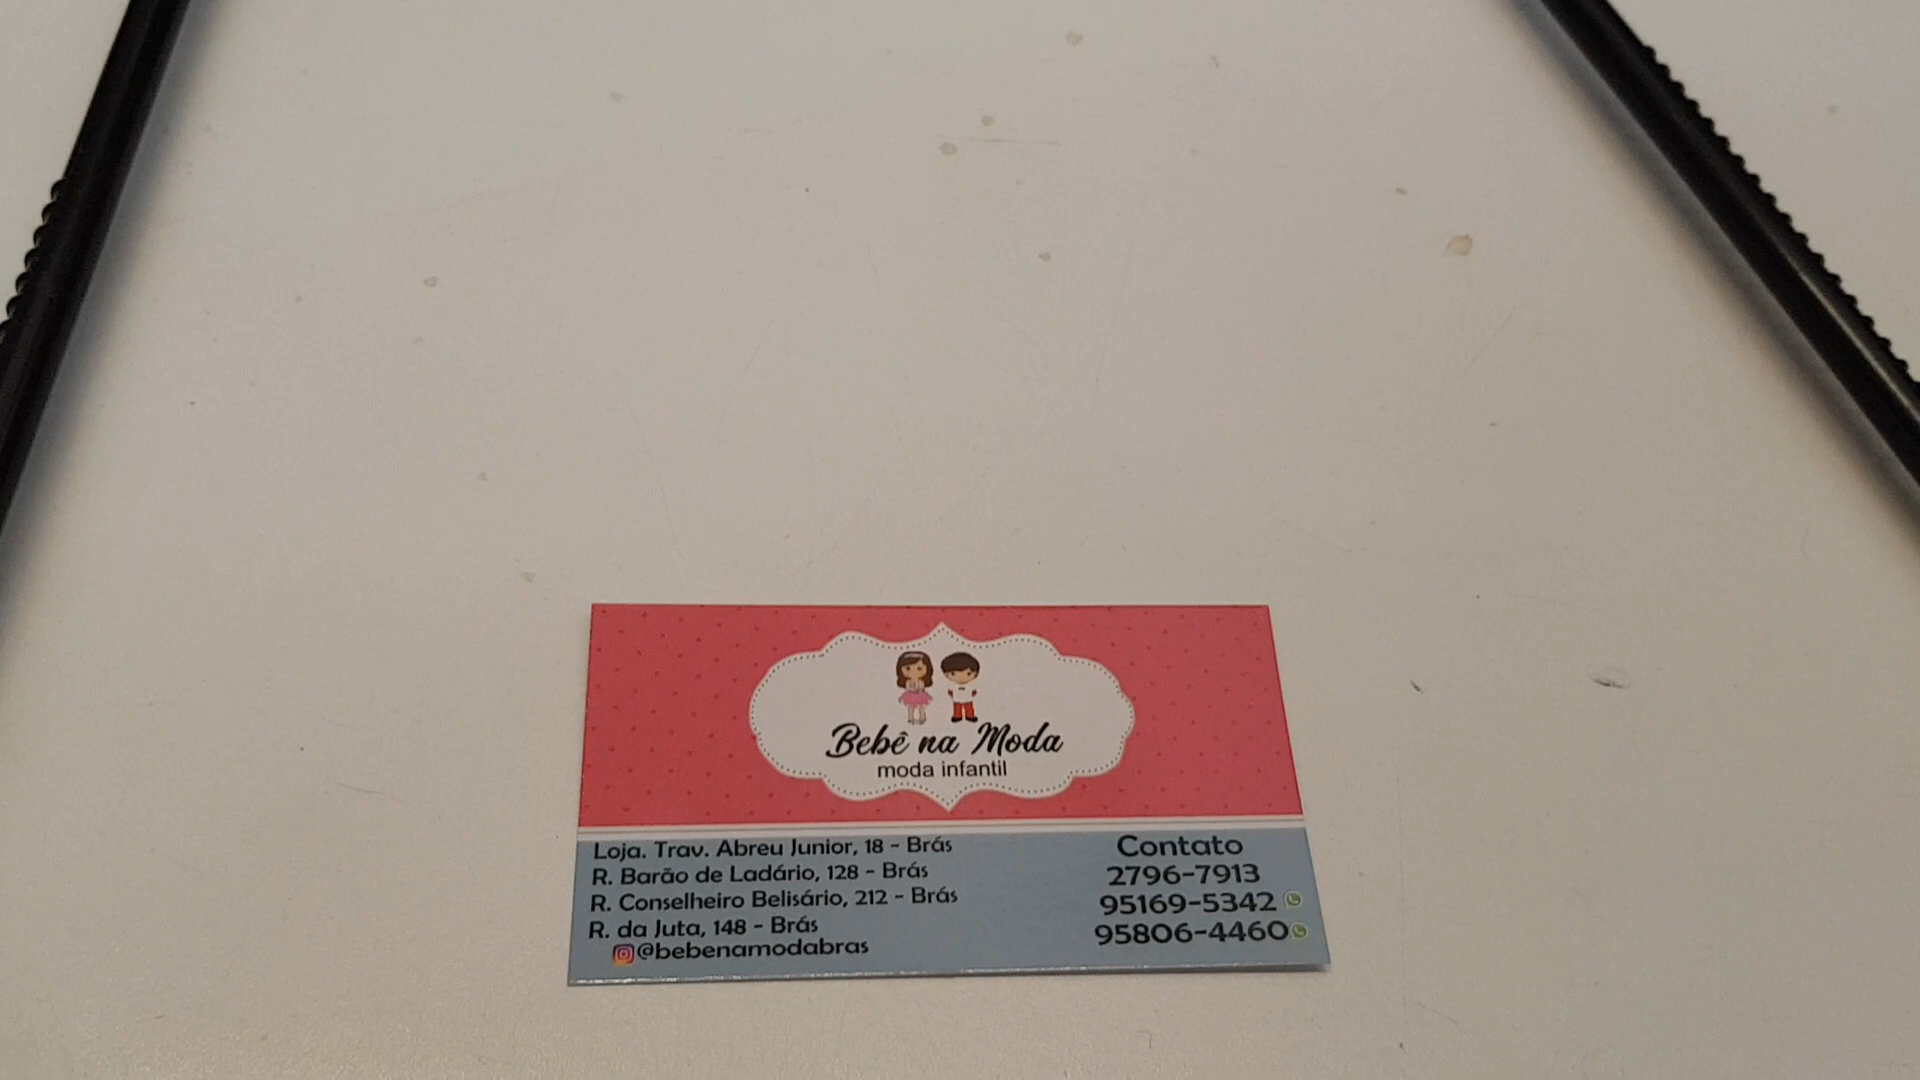 Bebê na Moda
moda infantil
Loja. Trav. Abreu Junior, 18 - Brás
R. Barão de Ladário, 128 - Brás
R. Conselheiro Belisário, 212 - Brás
R. da Juta, 148 - Brás
@bebenamodabras
Contato
2796-7913
95169-5342
95806-4460